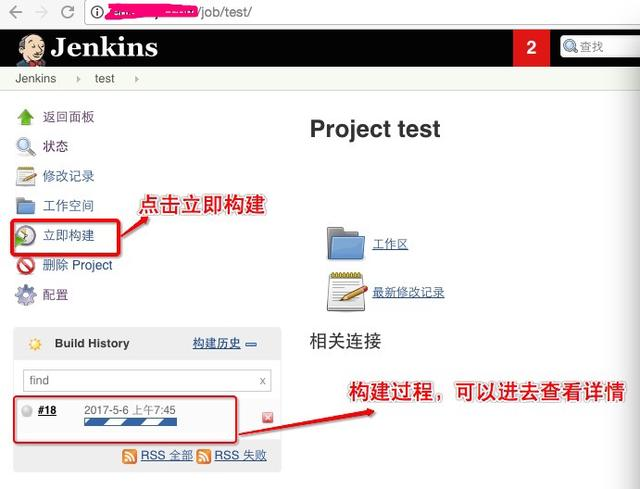 /job/test/
Jenkins
2
查找
Jenkins
test
返回面板
状态
修改记录
工作空间
立即构建
删除 Project
配置
点击立即构建
Project test
工作区
最新修改记录
相关连接
Build History
构建历史
find
x
#18
2017-5-6 上午7:45
构建过程，可以进去查看详情
RSS 全部
RSS 失败